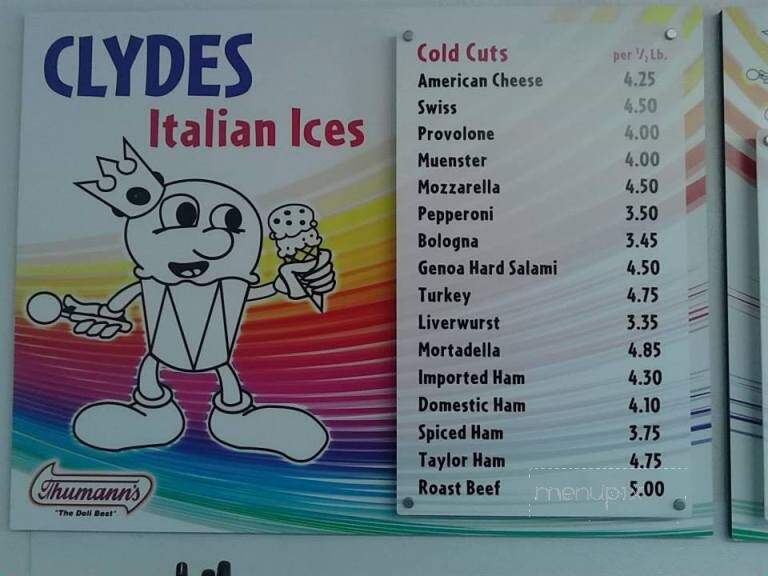 CLYDES
Italian Ices
Cold Cuts per 1/2 Lb.
American Cheese 4.25
Swiss 4.50
Provolone 4.00
Muenster 4.00
Mozzarella 4.50
Pepperoni 3.50
Bologna 3.45
Genoa Hard Salami 4.50
Turkey 4.75
Liverwurst 3.35
Mortadella 4.85
Imported Ham 4.30
Domestic Ham 4.10
Spiced Ham 3.75
Taylor Ham 4.75
Roast Beef 5.00
Thumann's
"The Deli Best"
menupix